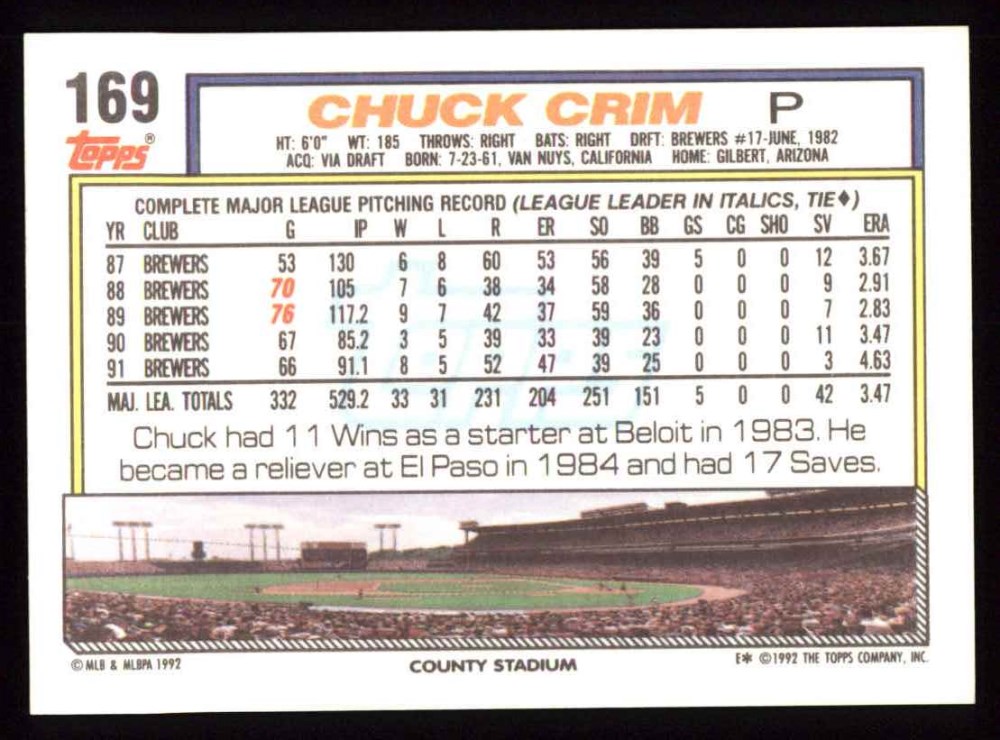 169
Topps®
CHUCK CRIM P
HT: 6'0" WT: 185 THROWS: RIGHT BATS: RIGHT DRFT: BREWERS #17-JUNE, 1982
ACQ: VIA DRAFT BORN: 7-23-61, VAN NUYS, CALIFORNIA HOME: GILBERT, ARIZONA
COMPLETE MAJOR LEAGUE PITCHING RECORD (LEAGUE LEADER IN ITALICS, TIE♦)
YR CLUB G IP W L R ER SO BB GS CG SHO SV ERA
87 BREWERS 53 130 6 8 60 53 56 39 5 0 0 12 3.67
88 BREWERS 70 105 7 6 38 34 58 28 0 0 0 9 2.91
89 BREWERS 76 117.2 9 7 42 37 59 36 0 0 0 7 2.83
90 BREWERS 67 85.2 3 5 39 33 39 23 0 0 0 11 3.47
91 BREWERS 66 91.1 8 5 52 47 39 25 0 0 0 3 4.63
MAJ. LEA. TOTALS 332 529.2 33 31 231 204 251 151 5 0 0 42 3.47
Topps
Chuck had 11 Wins as a starter at Beloit in 1983. He
became a reliever at El Paso in 1984 and had 17 Saves.
© MLB & MLBPA 1992
COUNTY STADIUM
E* ©1992 THE TOPPS COMPANY, INC.